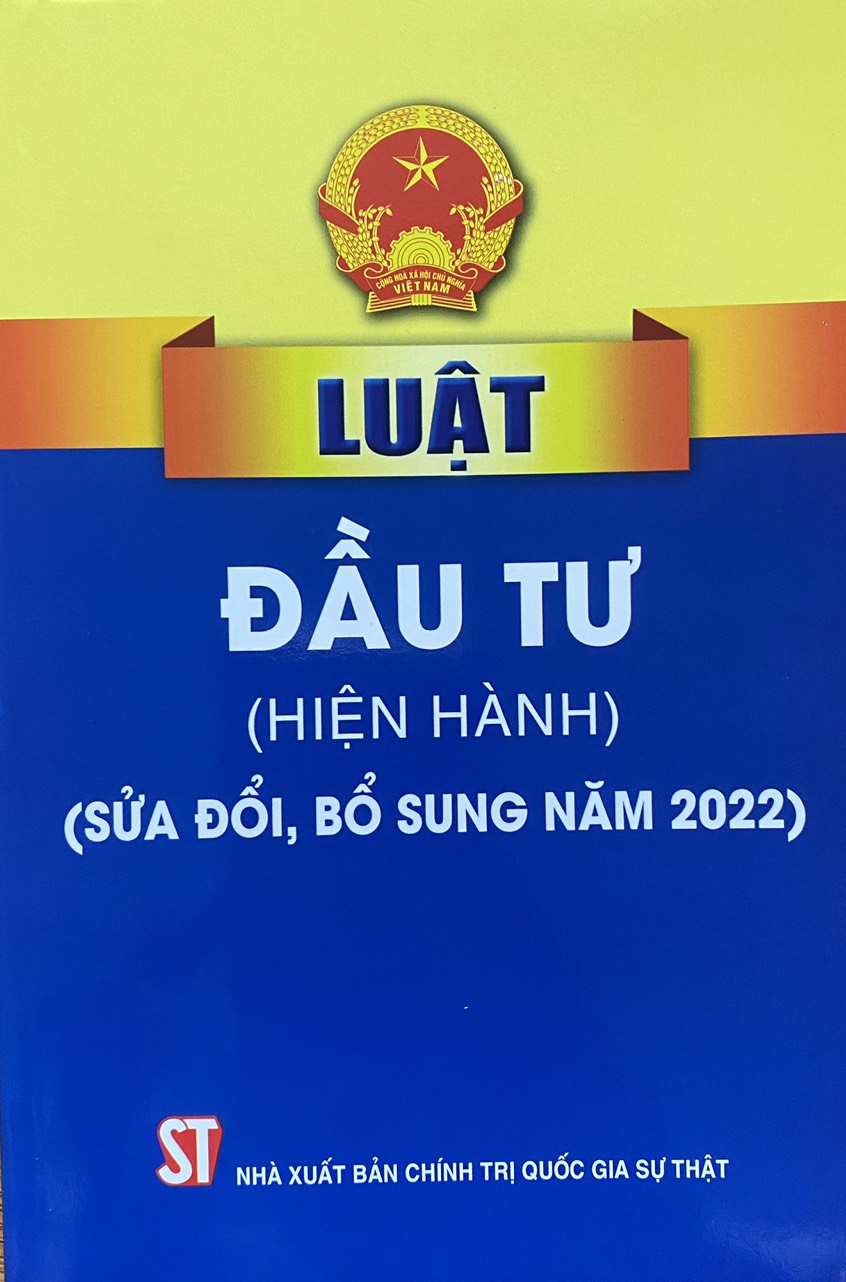 CỘNG HOÀ XÃ HỘI CHỦ NGHĨA
VIỆT NAM
LUẬT
ĐẦU TƯ
(HIỆN HÀNH)
(SỬA ĐỔI, BỔ SUNG NĂM 2022)
ST
NHÀ XUẤT BẢN CHÍNH TRỊ QUỐC GIA SỰ THẬT